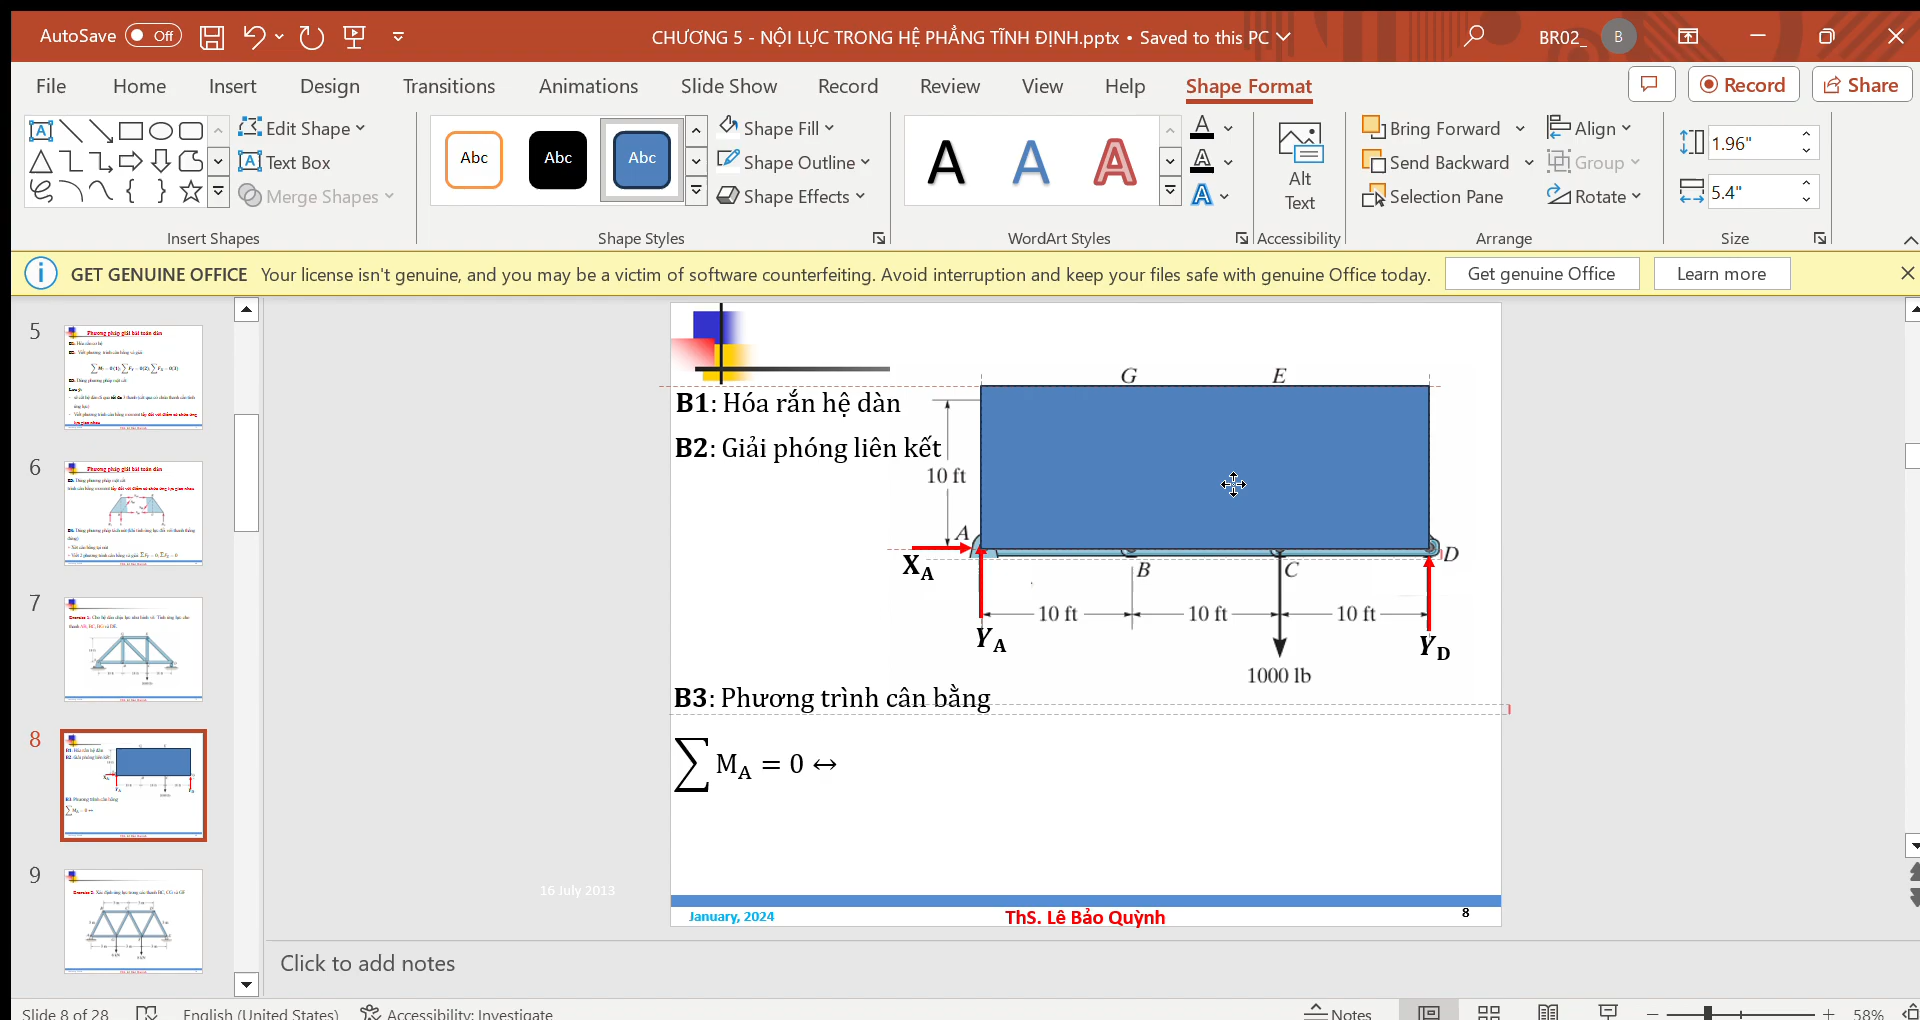 AutoSave Off
CHƯƠNG 5 - NỘI LỰC TRONG HỆ PHẲNG TĨNH ĐỊNH.pptx • Saved to this PC
BR02_ B
File Home Insert Design Transitions Animations Slide Show Record Review View Help Shape Format Record Share
Edit Shape
Text Box
Merge Shapes
Insert Shapes
Abc Abc Abc
Shape Fill
Shape Outline
Shape Effects
Shape Styles
A A A
WordArt Styles
Alt
Text
Accessibility
Bring Forward
Send Backward
Selection Pane
Align
Group
Rotate
Arrange
1.96"
5.4"
Size
GET GENUINE OFFICE Your license isn't genuine, and you may be a victim of software counterfeiting. Avoid interruption and keep your files safe with genuine Office today. Get genuine Office Learn more
5
6
7
8
9
G E
B1: Hóa rắn hệ dàn
B2: Giải phóng liên kết
10 ft
A
X_A
B C D
10 ft 10 ft 10 ft
Y_A Y_D
1000 lb
B3: Phương trình cân bằng
∑ M_A = 0 ↔
16 July 2013
January, 2024 ThS. Lê Bảo Quỳnh 8
Click to add notes
Slide 8 of 28 English (United States) Accessibility: Investigate Notes 58%